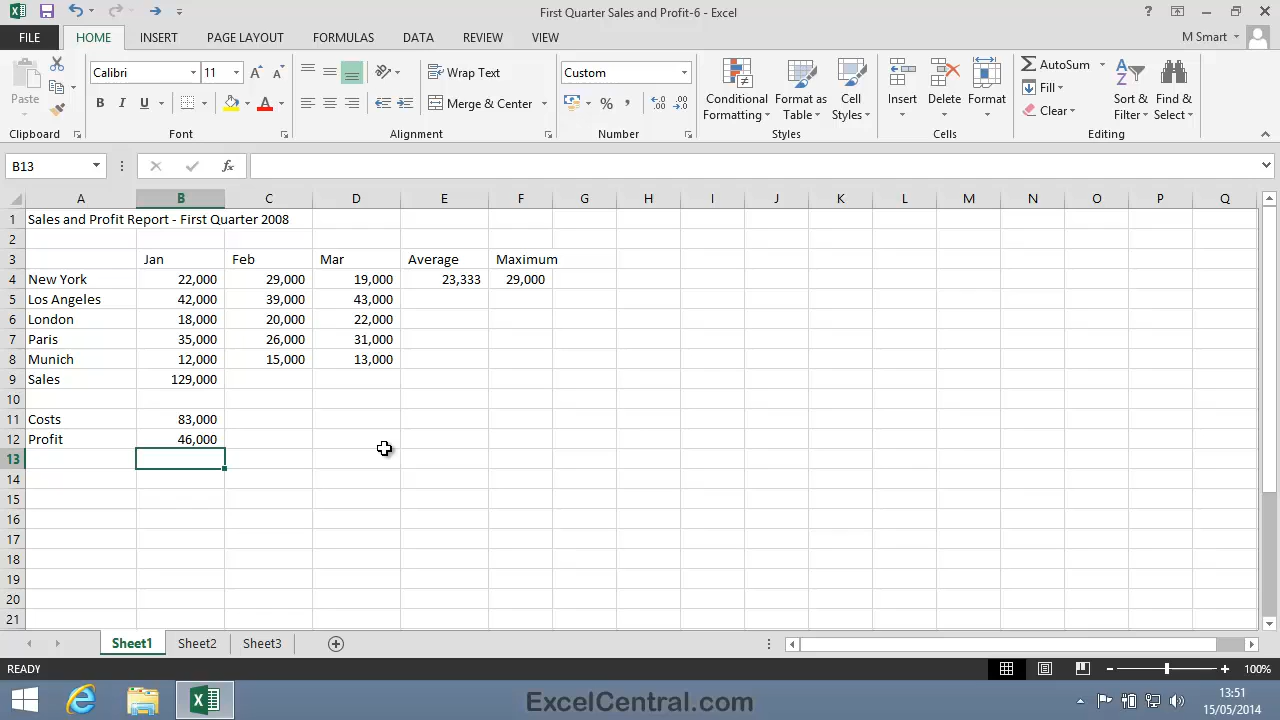 First Quarter Sales and Profit-6 - Excel
FILE HOME INSERT PAGE LAYOUT FORMULAS DATA REVIEW VIEW M Smart
Paste
Calibri 11
B I U
Wrap Text
Merge & Center
Custom
%
Conditional Formatting
Format as Table
Cell Styles
Insert
Delete
Format
AutoSum
Fill
Clear
Sort & Filter
Find & Select
Clipboard Font Alignment Number Styles Cells Editing
B13 fx
A B C D E F G H I J K L M N O P Q
1 Sales and Profit Report - First Quarter 2008
2
3 Jan Feb Mar Average Maximum
4 New York 22,000 29,000 19,000 23,333 29,000
5 Los Angeles 42,000 39,000 43,000
6 London 18,000 20,000 22,000
7 Paris 35,000 26,000 31,000
8 Munich 12,000 15,000 13,000
9 Sales 129,000
10
11 Costs 83,000
12 Profit 46,000
13
14
15
16
17
18
19
20
21
Sheet1 Sheet2 Sheet3
READY 100%
ExcelCentral.com
13:51
15/05/2014